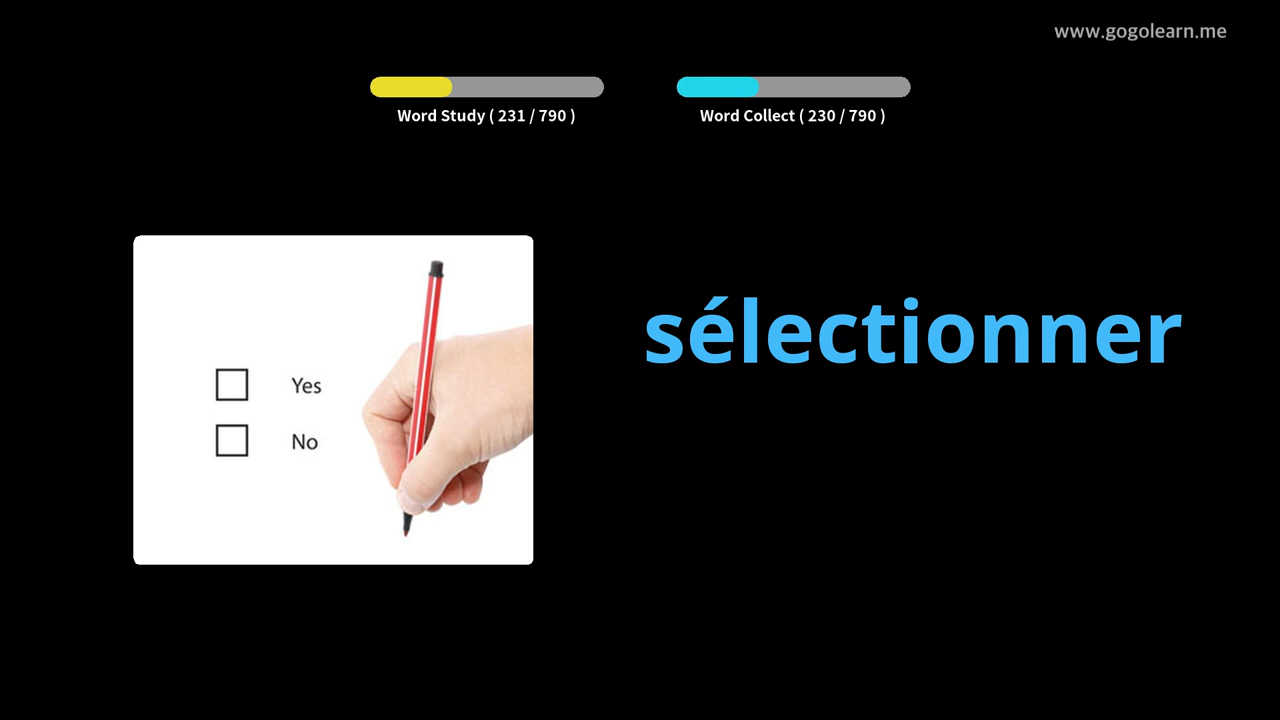 www.gogolearn.me
Word Study ( 231 / 790 )
Word Collect ( 230 / 790 )
sélectionner
Yes
No